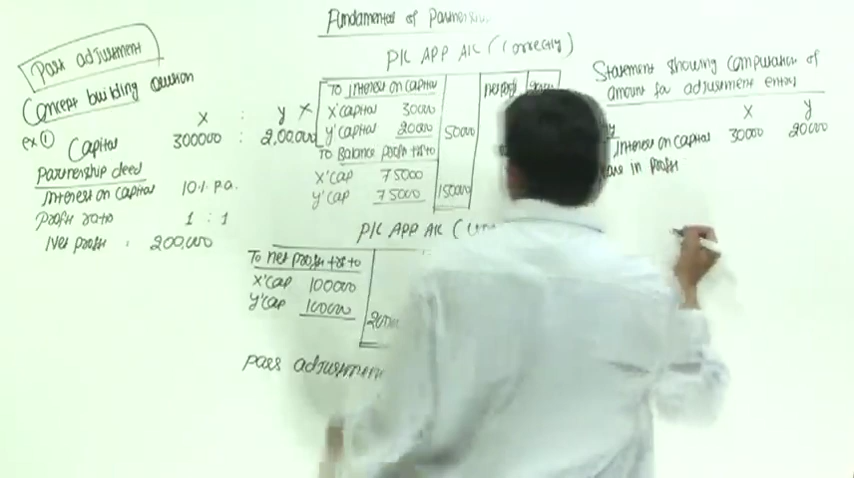 Fundamental of
Past adjustment
Concept building Question
X : Y
ex ① Capital 300000 : 2,00,000
Partnership deed
Interest on capital 10% p.a.
Profit ratio 1 : 1
Net profit : 200,000
P/L APP A/C (Correctly)
To Interest on capital
X'capital 30000
Y'capital 20000 50000
To Balance profit tr to
X'cap 75000
Y'cap 75000 150000
Net profit
P/L APP A/C
To net profit tr to
X'cap 100000
Y'cap 100000
Pass adjustment
Statement showing computation of
amount for adjustment entry
X Y
Interest on capital 30000 20000
in profit